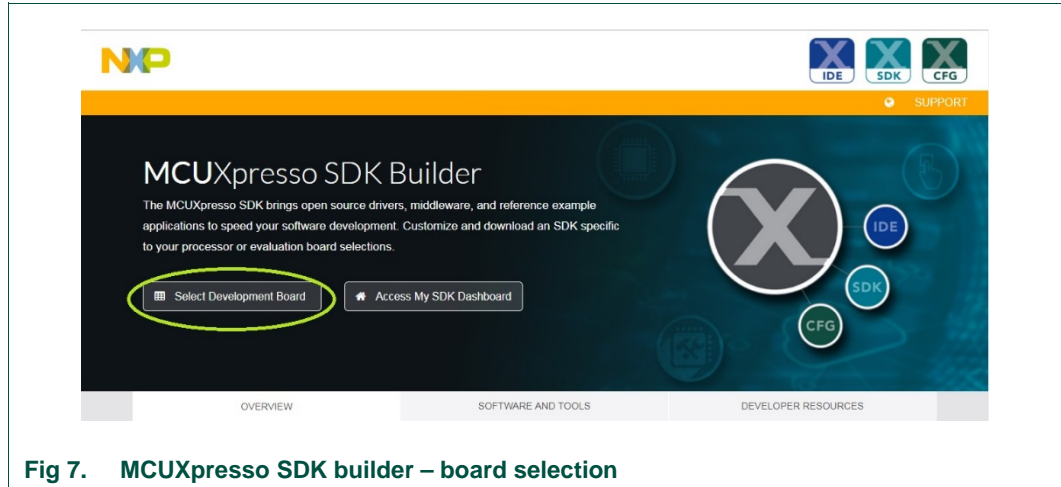 NXP
IDE
SDK
CFG
SUPPORT
MCUXpresso SDK Builder
The MCUXpresso SDK brings open source drivers, middleware, and reference example
applications to speed your software development. Customize and download an SDK specific
to your processor or evaluation board selections.
Select Development Board
Access My SDK Dashboard
X
IDE
SDK
CFG
OVERVIEW
SOFTWARE AND TOOLS
DEVELOPER RESOURCES
Fig 7. MCUXpresso SDK builder – board selection